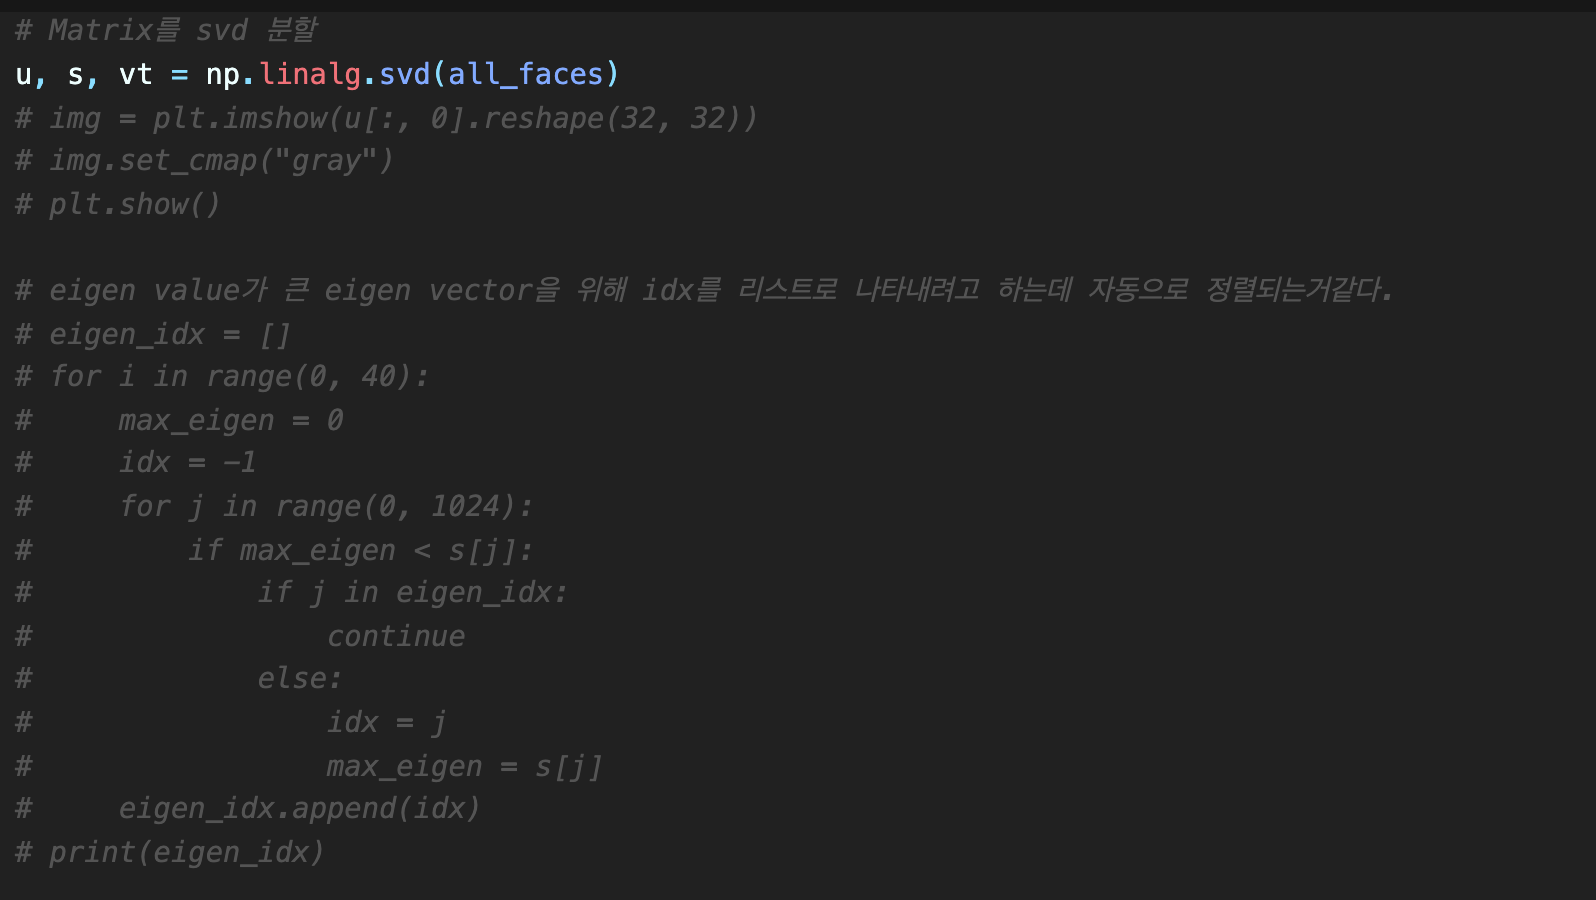 # Matrix를 svd 분할
u, s, vt = np.linalg.svd(all_faces)
# img = plt.imshow(u[:, 0].reshape(32, 32))
# img.set_cmap("gray")
# plt.show()
# eigen value가 큰 eigen vector을 위해 idx를 리스트로 나타내려고 하는데 자동으로 정렬되는거같다.
# eigen_idx = []
# for i in range(0, 40):
#     max_eigen = 0
#     idx = -1
#     for j in range(0, 1024):
#         if max_eigen < s[j]:
#             if j in eigen_idx:
#                 continue
#             else:
#                 idx = j
#                 max_eigen = s[j]
#     eigen_idx.append(idx)
# print(eigen_idx)